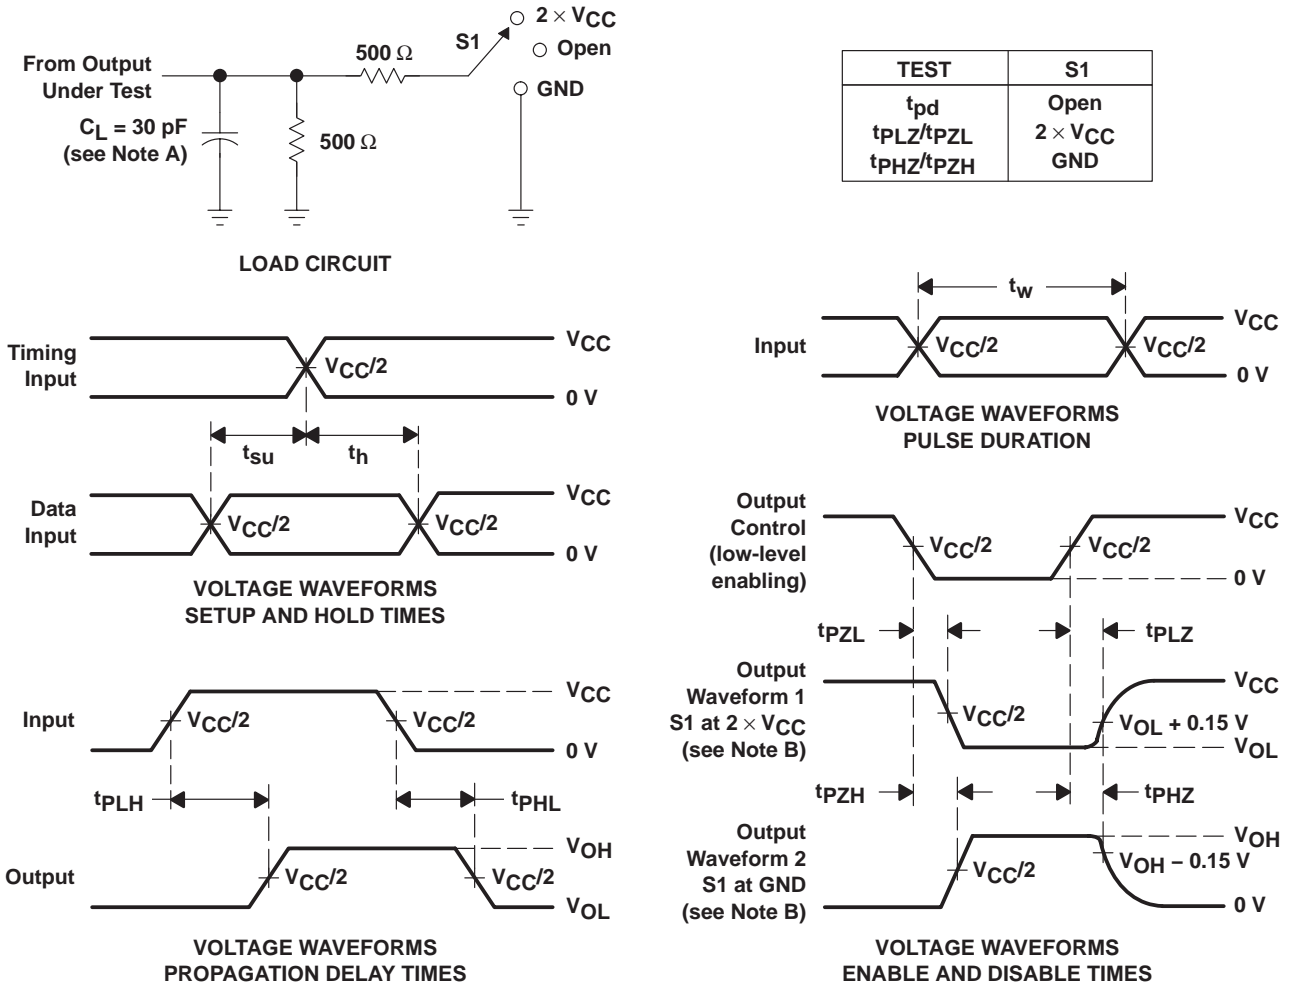 From Output
Under Test
C_L = 30 pF
(see Note A)
500 Ω
500 Ω
S1
2 × V_CC
Open
GND
LOAD CIRCUIT
TEST S1
t_pd Open
t_PLZ/t_PZL 2 × V_CC
t_PHZ/t_PZH GND
Timing
Input
V_CC/2
V_CC
0 V
t_su
t_h
Data
Input
V_CC/2
V_CC/2
V_CC
0 V
VOLTAGE WAVEFORMS
SETUP AND HOLD TIMES
t_w
Input
V_CC/2
V_CC/2
V_CC
0 V
VOLTAGE WAVEFORMS
PULSE DURATION
Input
V_CC/2
V_CC/2
V_CC
0 V
t_PLH
t_PHL
Output
V_CC/2
V_CC/2
V_OH
V_OL
VOLTAGE WAVEFORMS
PROPAGATION DELAY TIMES
Output
Control
(low-level
enabling)
V_CC/2
V_CC/2
V_CC
0 V
t_PZL
t_PLZ
Output
Waveform 1
S1 at 2 × V_CC
(see Note B)
V_CC/2
V_CC
V_OL + 0.15 V
V_OL
t_PZH
t_PHZ
Output
Waveform 2
S1 at GND
(see Note B)
V_CC/2
V_OH
V_OH − 0.15 V
0 V
VOLTAGE WAVEFORMS
ENABLE AND DISABLE TIMES